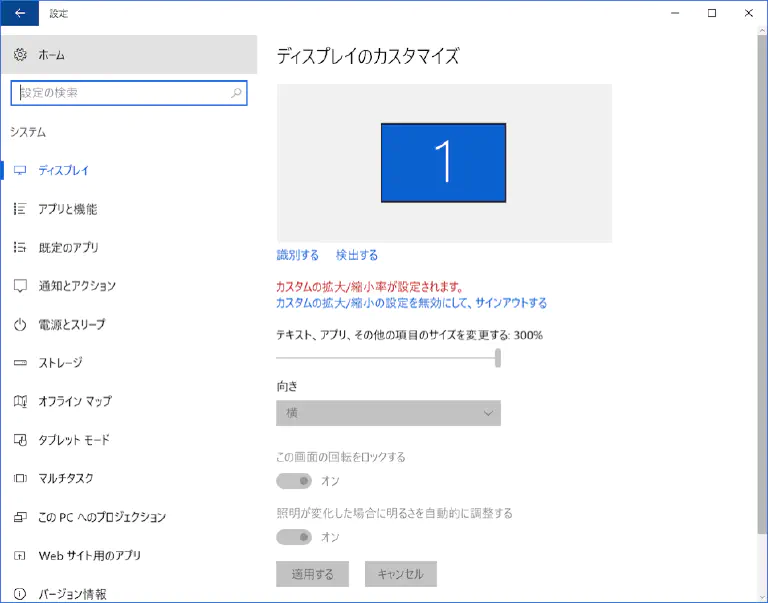 設定
ホーム
設定の検索
システム
ディスプレイ
アプリと機能
既定のアプリ
通知とアクション
電源とスリープ
ストレージ
オフライン マップ
タブレット モード
マルチタスク
この PC へのプロジェクション
Web サイト用のアプリ
バージョン情報
ディスプレイのカスタマイズ
1
識別する 検出する
カスタムの拡大/縮小率が設定されます。
カスタムの拡大/縮小の設定を無効にして、サインアウトする
テキスト、アプリ、その他の項目のサイズを変更する: 300%
向き
横
この画面の回転をロックする
オン
照明が変化した場合に明るさを自動的に調整する
オン
適用する キャンセル